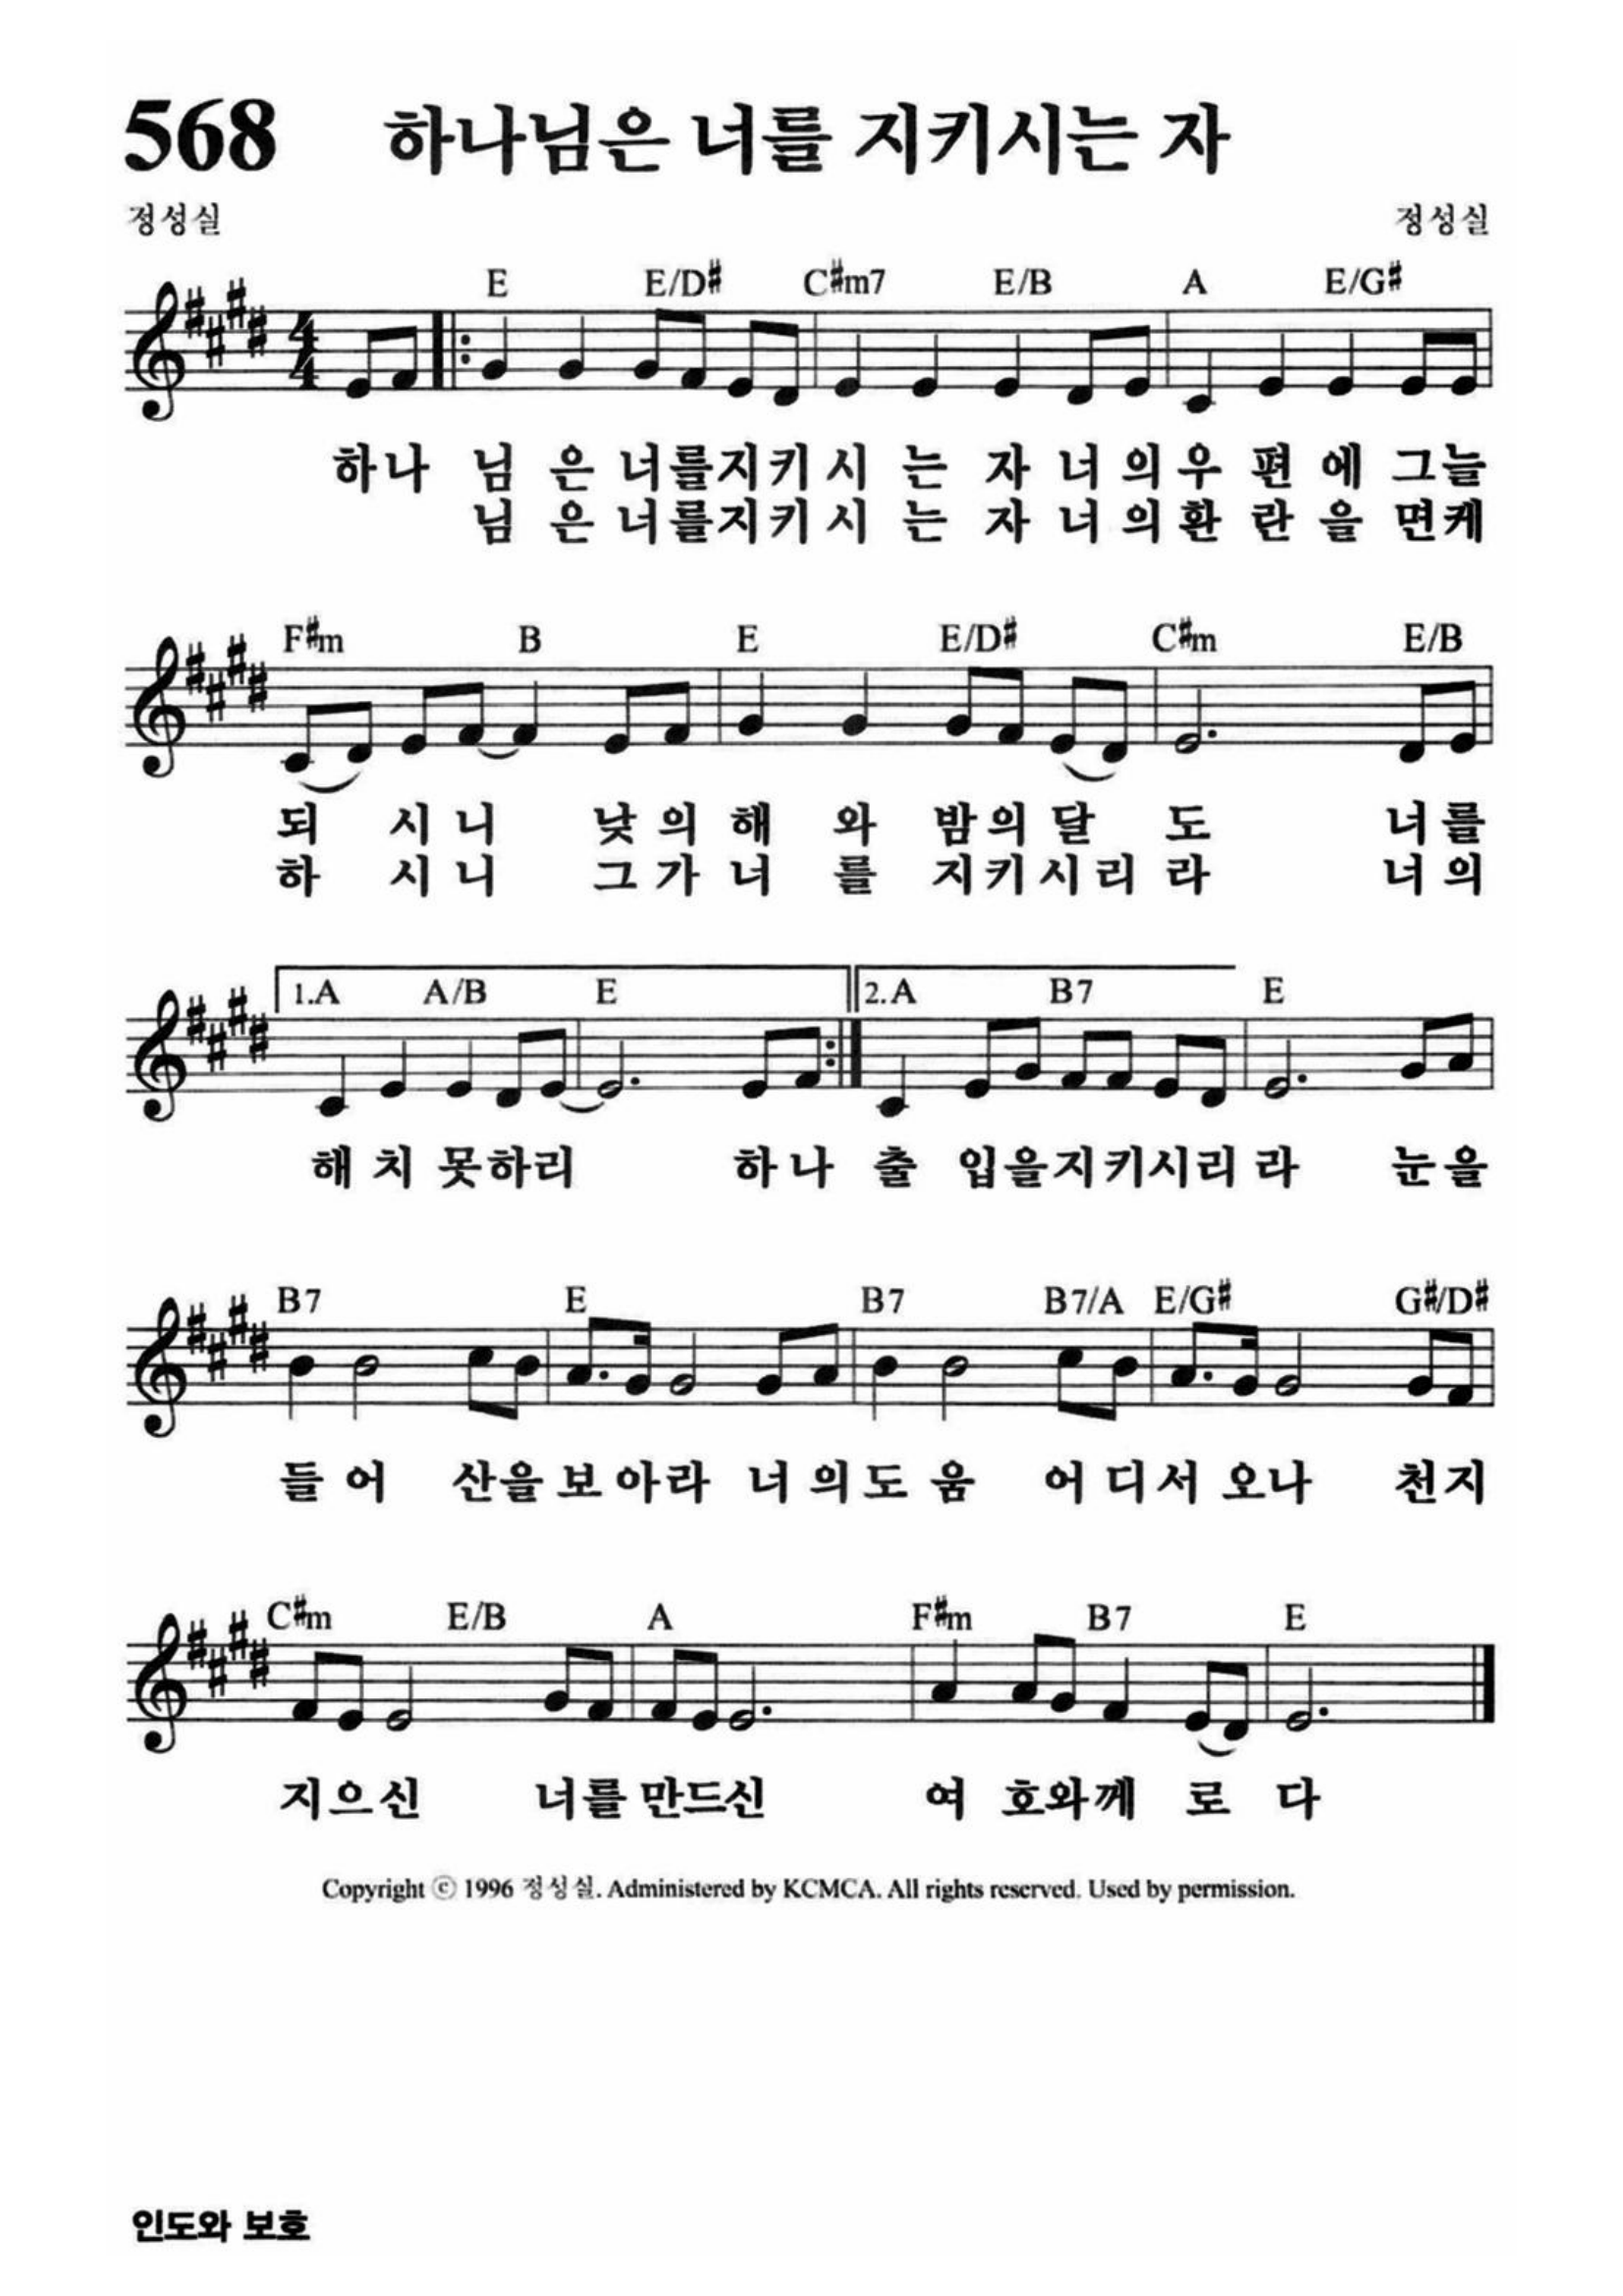 568 하나님은 너를 지키시는 자
정성실 정성실
E E/D# C#m7 E/B A E/G#
4/4
하나 님 은 너를지키 시 는 자 너 의우 편 에 그늘
님 은 너를지키 시 는 자 너 의환 란 을 면케
F#m B E E/D# C#m E/B
되 시 니 낮 의 해 와 밤의 달 도 너를
하 시 니 그 가 너 를 지키시리 라 너의
1.A A/B E 2.A B7 E
해 치 못하리 하나 출 입을지키시리 라 눈을
B7 E B7 B7/A E/G# G#/D#
들 어 산을 보 아라 너 의도 움 어 디서 오나 천지
C#m E/B A F#m B7 E
지으신 너를 만드신 여 호와께 로 다
Copyright ⓒ 1996 정성실. Administered by KCMCA. All rights reserved. Used by permission.
인도와 보호